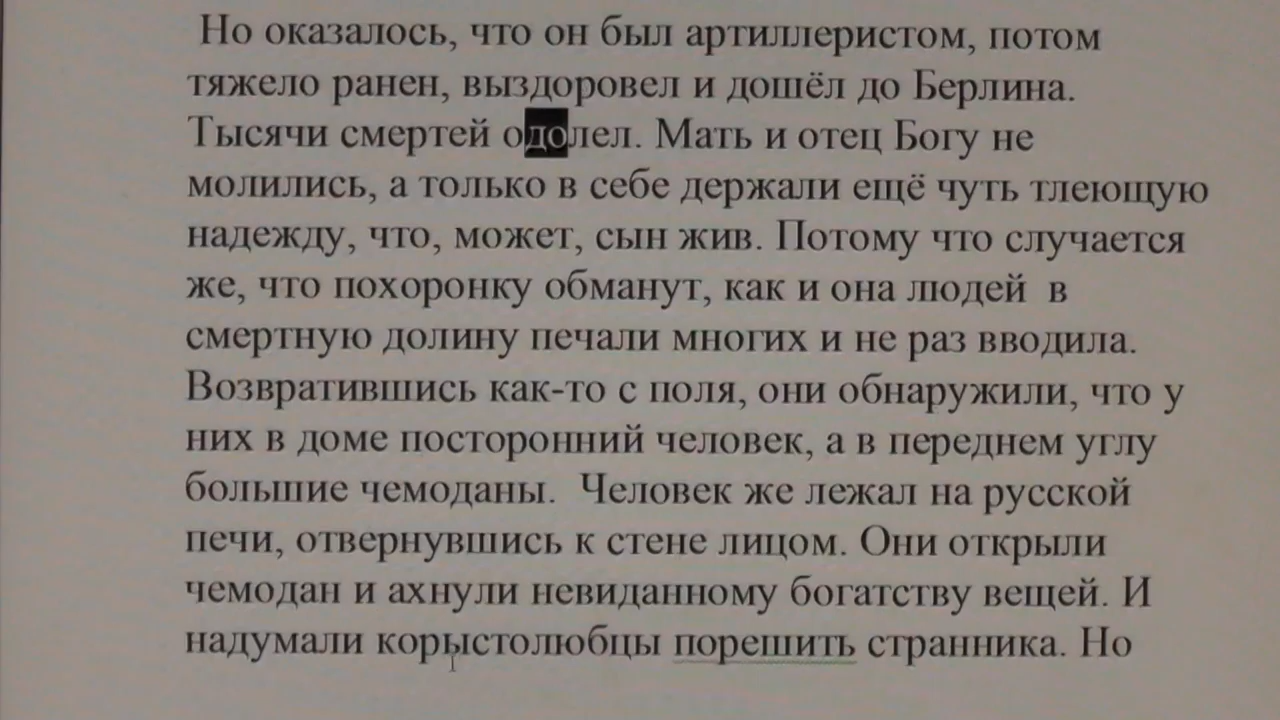 Но оказалось, что он был артиллеристом, потом
тяжело ранен, выздоровел и дошёл до Берлина.
Тысячи смертей одолел. Мать и отец Богу не
молились, а только в себе держали ещё чуть тлеющую
надежду, что, может, сын жив. Потому что случается
же, что похоронку обманут, как и она людей  в
смертную долину печали многих и не раз вводила.
Возвратившись как-то с поля, они обнаружили, что у
них в доме посторонний человек, а в переднем углу
большие чемоданы.  Человек же лежал на русской
печи, отвернувшись к стене лицом. Они открыли
чемодан и ахнули невиданному богатству вещей. И
надумали корыстолюбцы порешить странника. Но